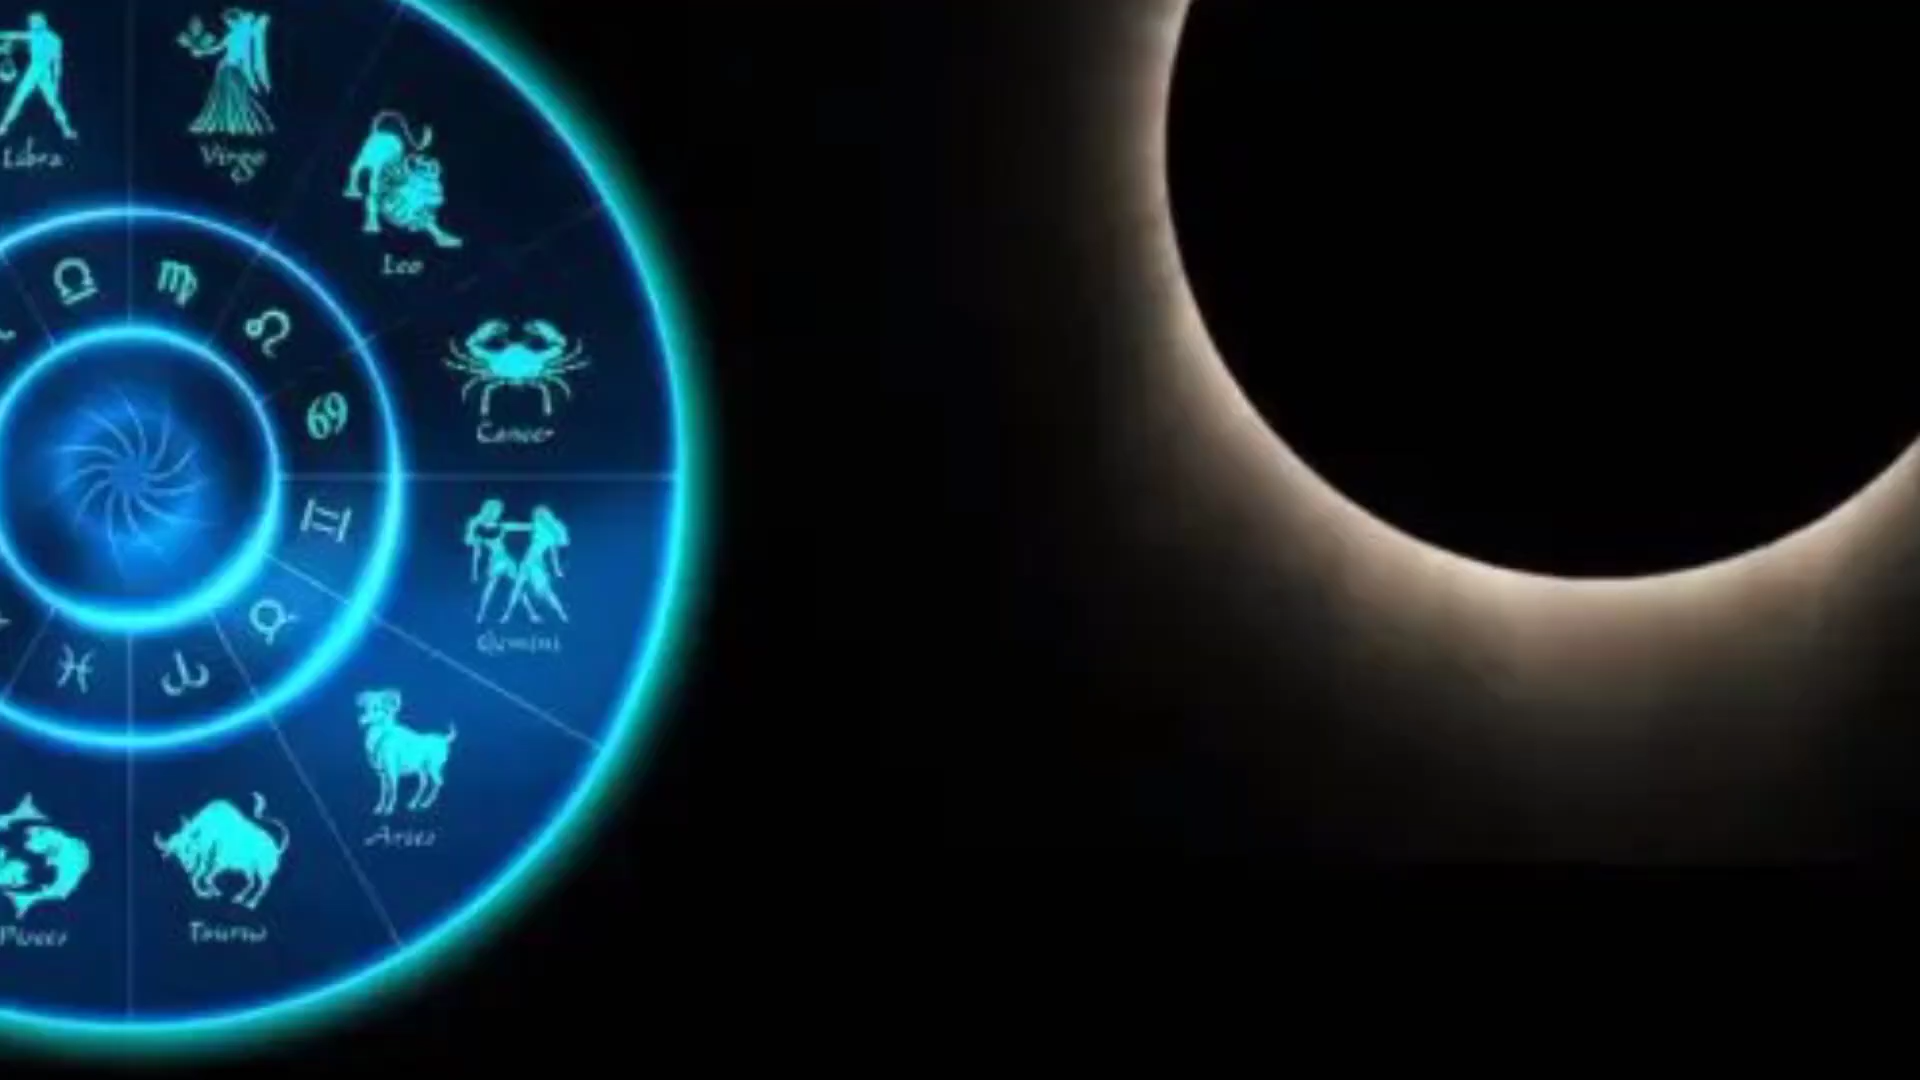 Libra
Virgo
Leo
Cancer
Gemini
Aries
Pisces
Taurus